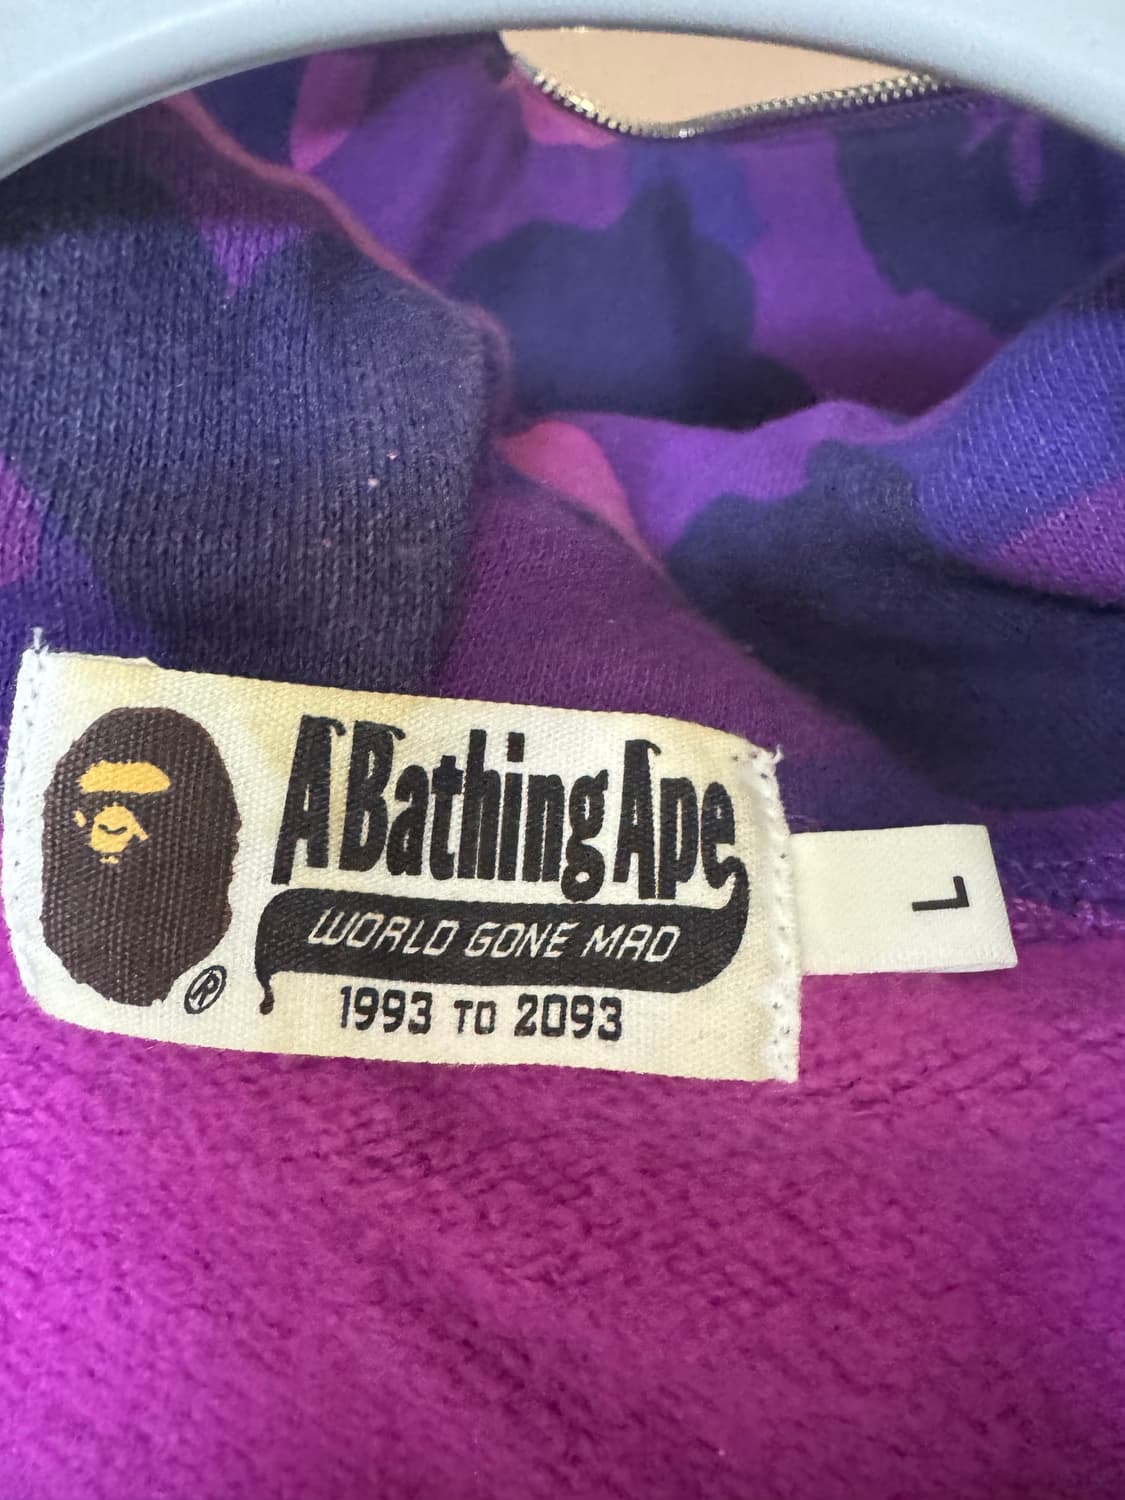 A Bathing Ape
WORLD GONE MAD
1993 TO 2093
®
L